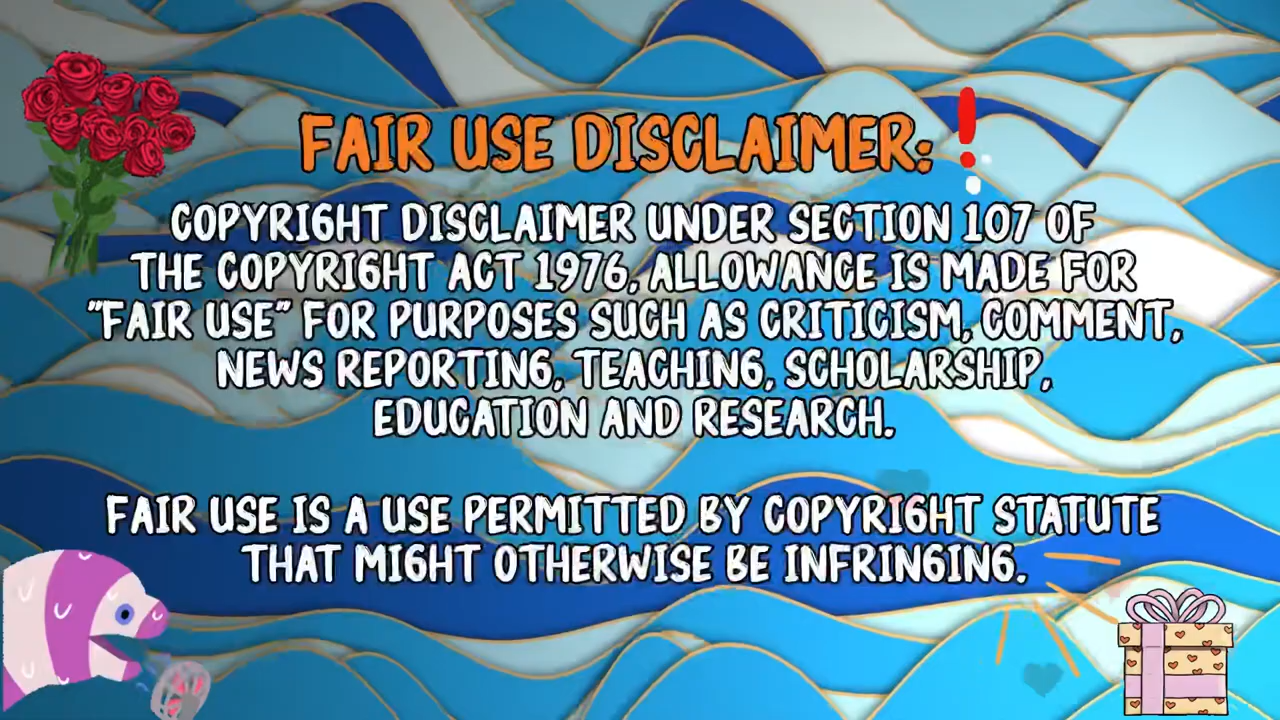 FAIR USE DISCLAIMER:❗
COPYRIGHT DISCLAIMER UNDER SECTION 107 OF
THE COPYRIGHT ACT 1976, ALLOWANCE IS MADE FOR
"FAIR USE" FOR PURPOSES SUCH AS CRITICISM, COMMENT,
NEWS REPORTING, TEACHING, SCHOLARSHIP,
EDUCATION AND RESEARCH.
FAIR USE IS A USE PERMITTED BY COPYRIGHT STATUTE
THAT MIGHT OTHERWISE BE INFRINGING.